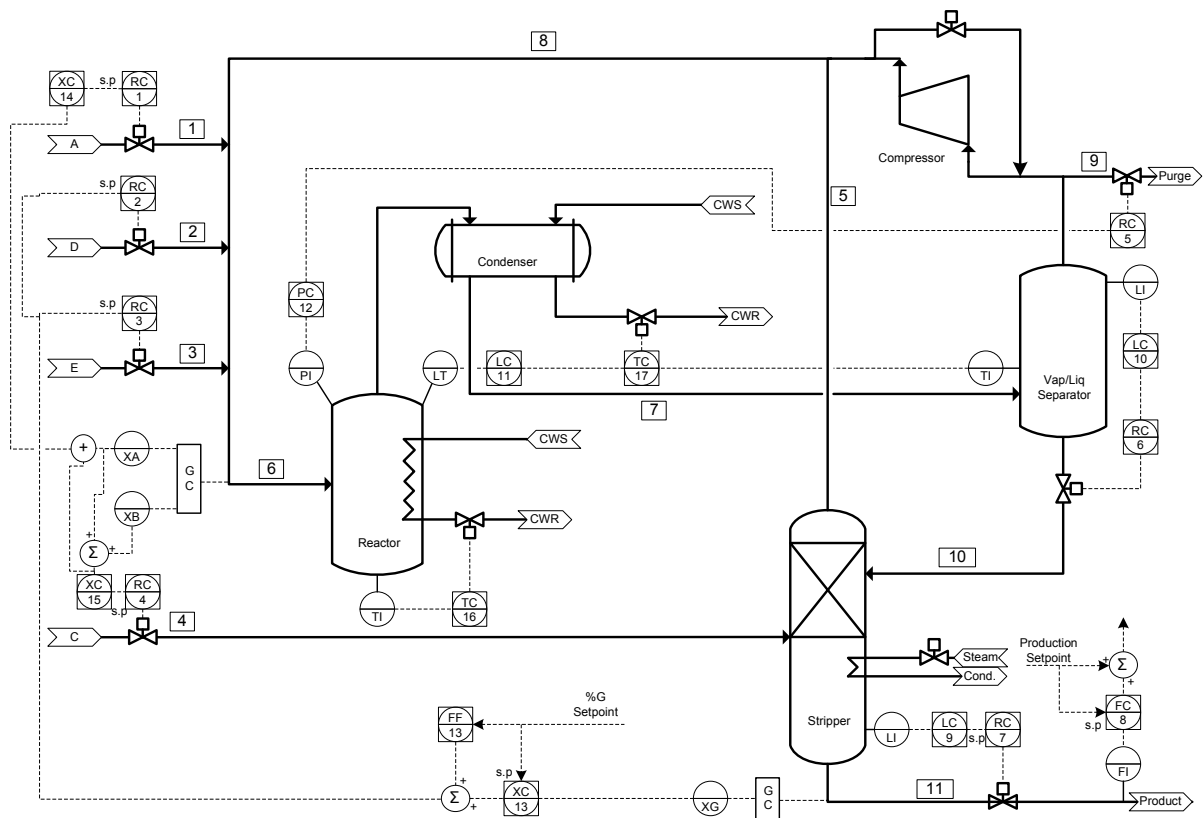 8
XC
14
s.p
RC
1
A
1
s.p
RC
2
D
2
s.p
RC
3
E
3
Compressor
9
Purge
RC
5
5
CWS
Condenser
PC
12
CWR
PI
LT
LC
11
TC
17
TI
7
LI
LC
10
Vap/Liq
Separator
RC
6
+
XA
XB
G
C
6
CWS
Reactor
CWR
+
Σ
+
XC
15
s.p
RC
4
TI
TC
16
C
4
10
Steam
Cond.
Stripper
Production
Setpoint
+
Σ
+
FC
8
s.p
FI
LI
LC
9
s.p
RC
7
%G
Setpoint
FF
13
+
Σ
+
s.p
XC
13
XG
G
C
11
Product